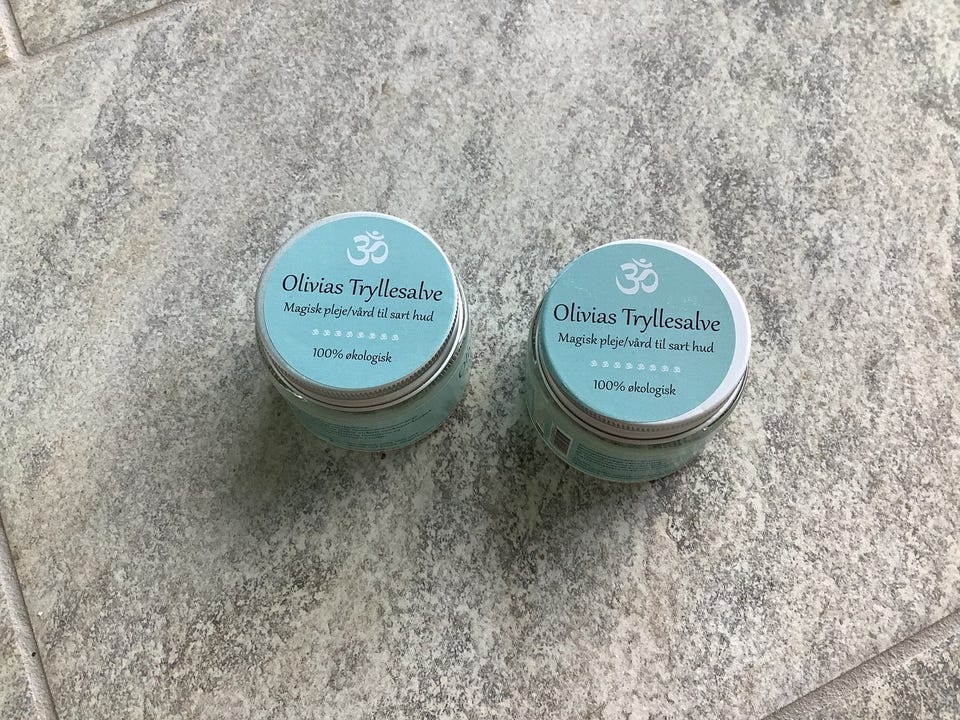 ॐ
Olivias Tryllesalve
Magisk pleje/vård til sart hud
ॐ ॐ ॐ ॐ ॐ ॐ ॐ ॐ
100% økologisk
ॐ
Olivias Tryllesalve
Magisk pleje/vård til sart hud
ॐ ॐ ॐ ॐ ॐ ॐ ॐ ॐ
100% økologisk